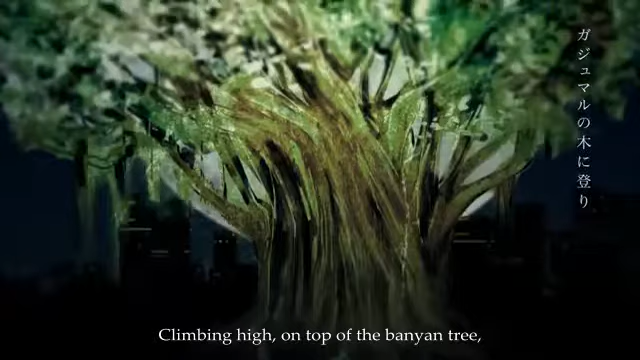 ガジュマルの木に登り
Climbing high, on top of the banyan tree,